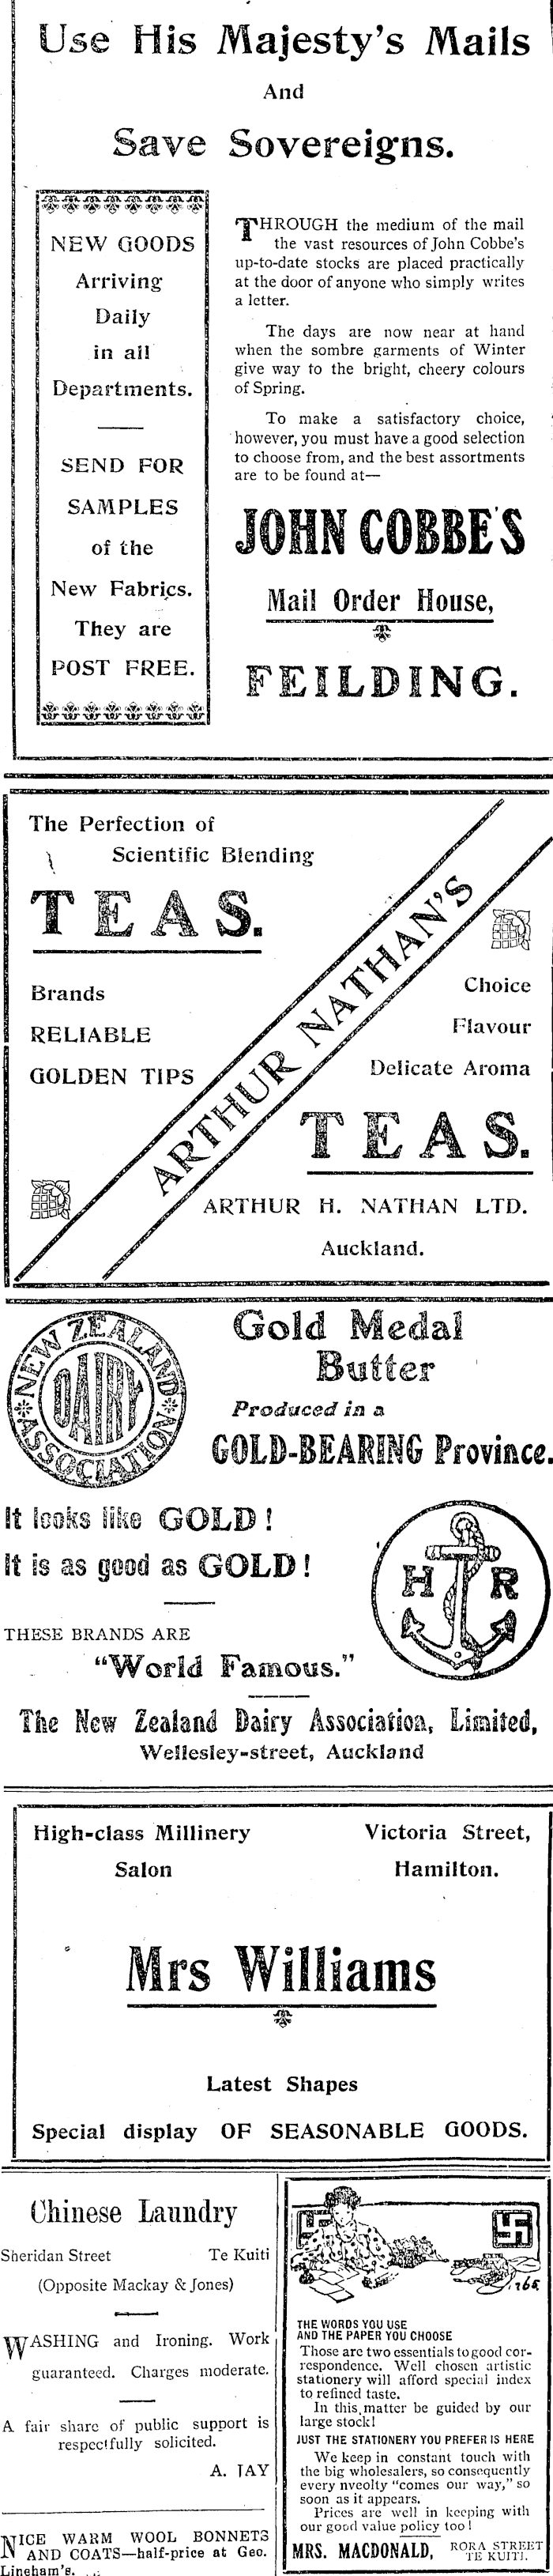 Use His Majesty's Mails
And
Save Sovereigns.
NEW GOODS
Arriving
Daily
in all
Departments.
SEND FOR
SAMPLES
of the
New Fabrics.
They are
POST FREE.
THROUGH the medium of the mail
the vast resources of John Cobbe's
up-to-date stocks are placed practically
at the door of anyone who simply writes
a letter.
The days are now near at hand
when the sombre garments of Winter
give way to the bright, cheery colours
of Spring.
To make a satisfactory choice,
however, you must have a good selection
to choose from, and the best assortments
are to be found at—
JOHN COBBE'S
Mail Order House,
FEILDING.
The Perfection of
Scientific Blending
TEAS.
Brands
RELIABLE
GOLDEN TIPS
ARTHUR NATHAN'S
Choice
Flavour
Delicate Aroma
TEAS.
ARTHUR H. NATHAN LTD.
Auckland.
NEW ZEALAND
DAIRY
ASSOCIATION
Gold Medal
Butter
Produced in a
GOLD-BEARING Province.
It looks like GOLD!
It is as good as GOLD!
H R
THESE BRANDS ARE
"World Famous."
The New Zealand Dairy Association, Limited,
Wellesley-street, Auckland
High-class Millinery
Salon
Victoria Street,
Hamilton.
Mrs Williams
Latest Shapes
Special display OF SEASONABLE GOODS.
Chinese Laundry
Sheridan Street Te Kuiti
(Opposite Mackay & Jones)
WASHING and Ironing. Work
guaranteed. Charges moderate.
A fair share of public support is
respectfully solicited.
A. JAY
NICE WARM WOOL BONNETS
AND COATS—half-price at Geo.
Lineham's.
765.
THE WORDS YOU USE
AND THE PAPER YOU CHOOSE
Those are two essentials to good cor-
respondence. Well chosen artistic
stationery will afford special index
to refined taste.
In this matter be guided by our
large stock!
JUST THE STATIONERY YOU PREFER IS HERE
We keep in constant touch with
the big wholesalers, so consequently
every nveolty "comes our way," so
soon as it appears.
Prices are well in keeping with
our good value policy too!
MRS. MACDONALD, RORA STREET
TE KUITI.